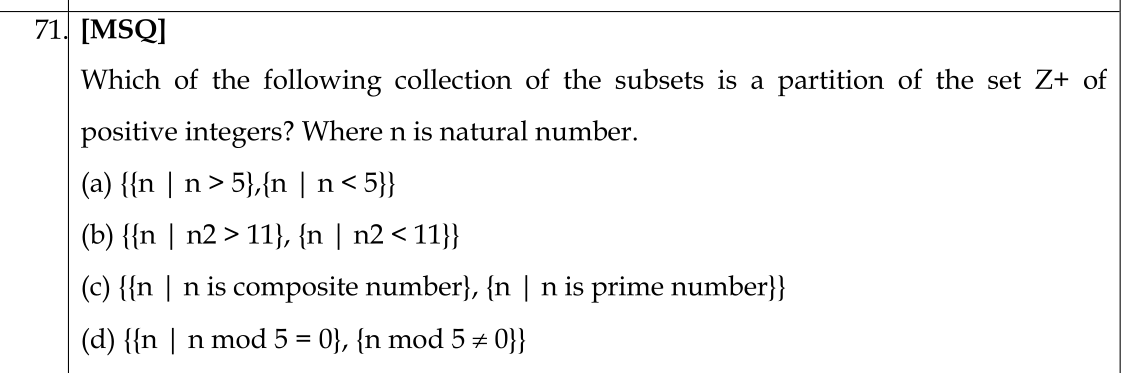 71. [MSQ]
Which of the following collection of the subsets is a partition of the set Z+ of
positive integers? Where n is natural number.
(a) {{n | n > 5},{n | n < 5}}
(b) {{n | n2 > 11}, {n | n2 < 11}}
(c) {{n | n is composite number}, {n | n is prime number}}
(d) {{n | n mod 5 = 0}, {n mod 5 ≠ 0}}